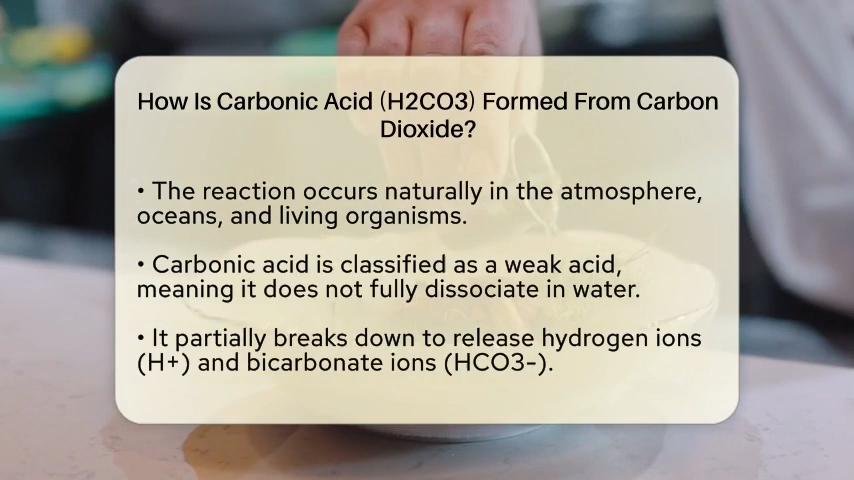 How Is Carbonic Acid (H2CO3) Formed From Carbon
Dioxide?
• The reaction occurs naturally in the atmosphere,
oceans, and living organisms.
• Carbonic acid is classified as a weak acid,
meaning it does not fully dissociate in water.
• It partially breaks down to release hydrogen ions
(H+) and bicarbonate ions (HCO3-).